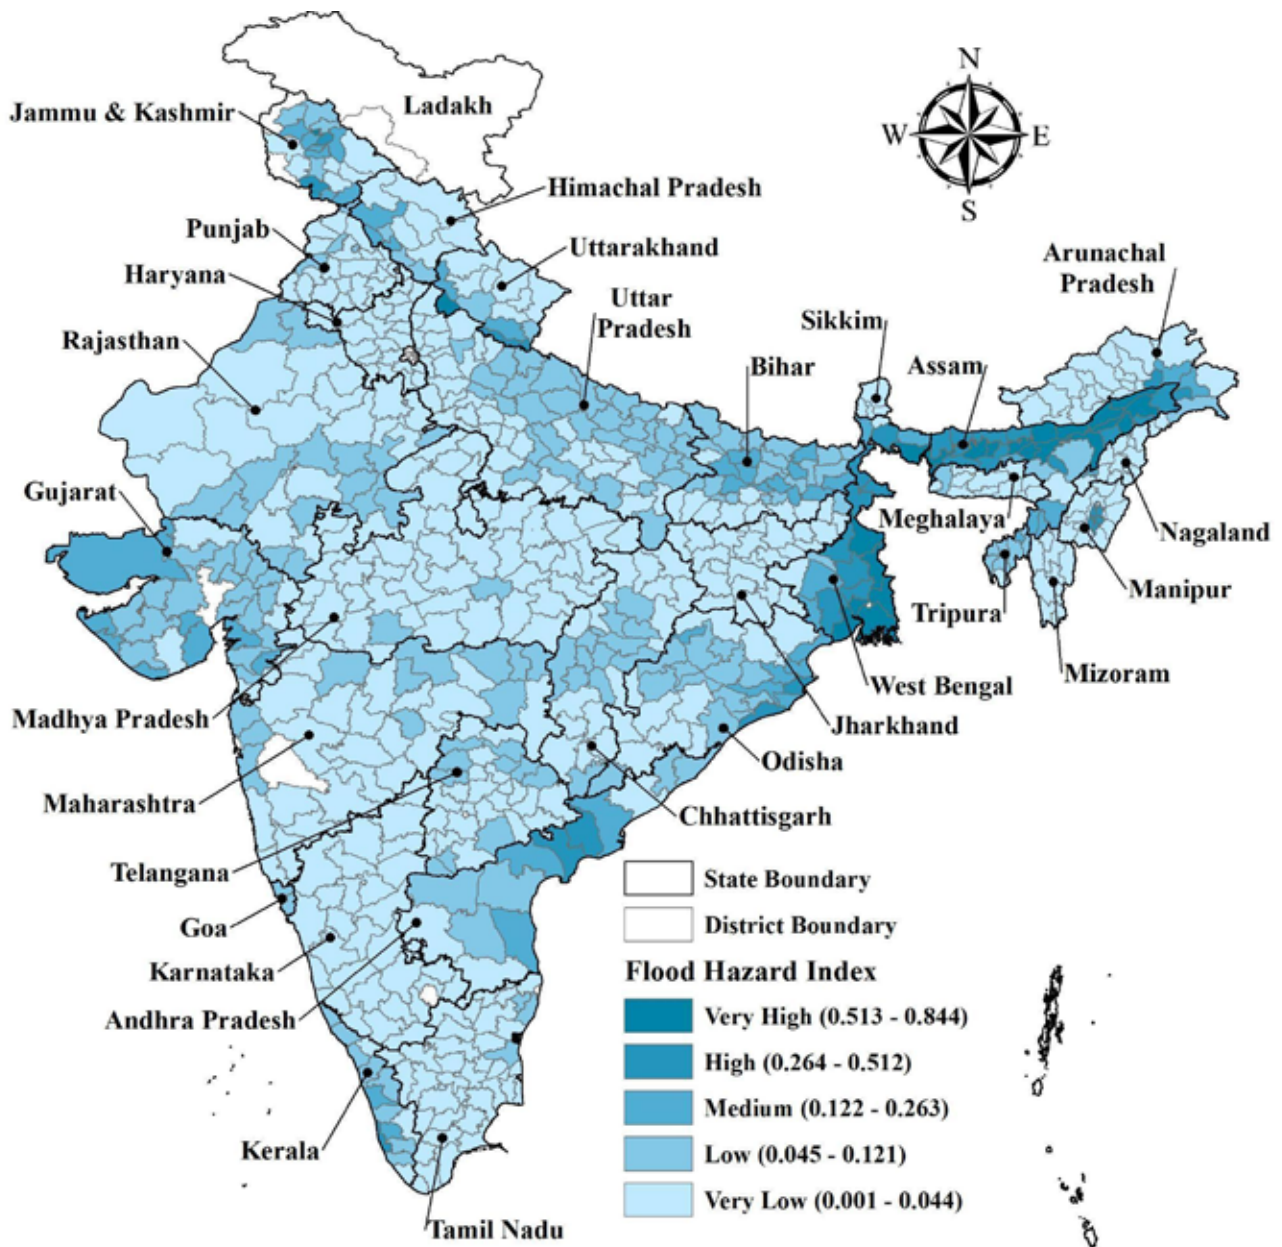 N
W
E
S
Ladakh
Jammu & Kashmir
Himachal Pradesh
Punjab
Uttarakhand
Haryana
Arunachal
Pradesh
Uttar
Pradesh
Sikkim
Rajasthan
Bihar
Assam
Gujarat
Meghalaya
Nagaland
Manipur
Tripura
Mizoram
West Bengal
Madhya Pradesh
Jharkhand
Odisha
Maharashtra
Chhattisgarh
Telangana
State Boundary
Goa
District Boundary
Karnataka
Flood Hazard Index
Andhra Pradesh
Very High (0.513 - 0.844)
High (0.264 - 0.512)
Medium (0.122 - 0.263)
Kerala
Low (0.045 - 0.121)
Very Low (0.001 - 0.044)
Tamil Nadu